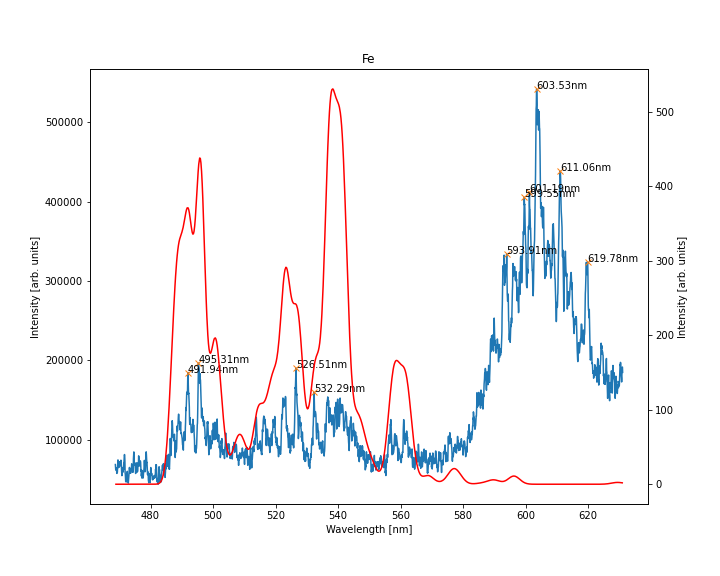 Fe
603.53nm
500000
500
611.06nm
601.19nm
599.55nm
400000
400
593.91nm
619.78nm
300000
300
495.31nm
491.94nm
526.51nm
532.29nm
200000
200
100000
100
0
480
500
520
540
560
580
600
620
Wavelength [nm]
Intensity [arb. units]
Intensity [arb. units]